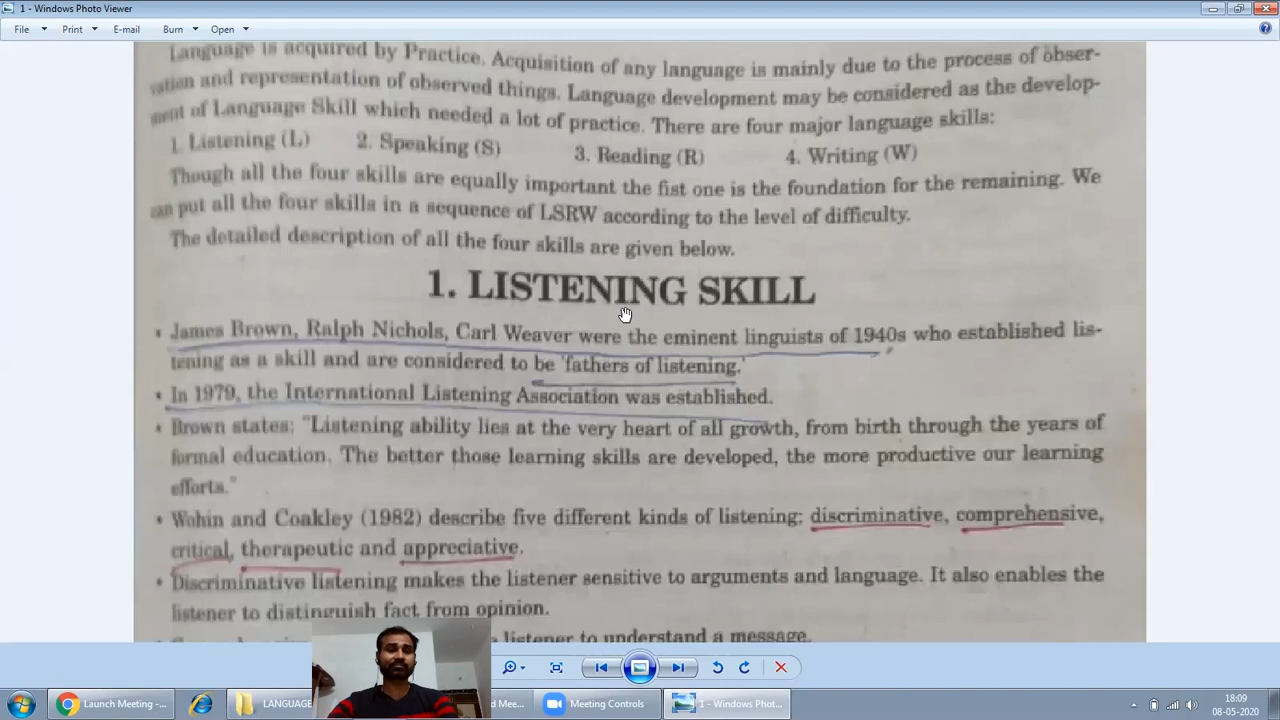 1 - Windows Photo Viewer
File Print E-mail Burn Open
Language is acquired by Practice. Acquisition of any language is mainly due to the process of obser-
vation and representation of observed things. Language development may be considered as the develop-
ment of Language Skill which needed a lot of practice. There are four major language skills:
1. Listening (L) 2. Speaking (S) 3. Reading (R) 4. Writing (W)
Though all the four skills are equally important the fist one is the foundation for the remaining. We
can put all the four skills in a sequence of LSRW according to the level of difficulty.
The detailed description of all the four skills are given below.
1. LISTENING SKILL
• James Brown, Ralph Nichols, Carl Weaver were the eminent linguists of 1940s who established lis-
tening as a skill and are considered to be 'fathers of listening.'
• In 1979, the International Listening Association was established.
• Brown states: "Listening ability lies at the very heart of all growth, from birth through the years of
formal education. The better those learning skills are developed, the more productive our learning
efforts."
• Wohin and Coakey (1982) describe five different kinds of listening: discriminative, comprehensive,
critical, therapeutic and appreciative.
• Discriminative listening makes the listener sensitive to arguments and language. It also enables the
listener to distinguish fact from opinion.
listener to understand a message.
Launch Meeting -... LANGUAGE Mee... Meeting Controls 1 - Windows Phot...
18:09
08-05-2020